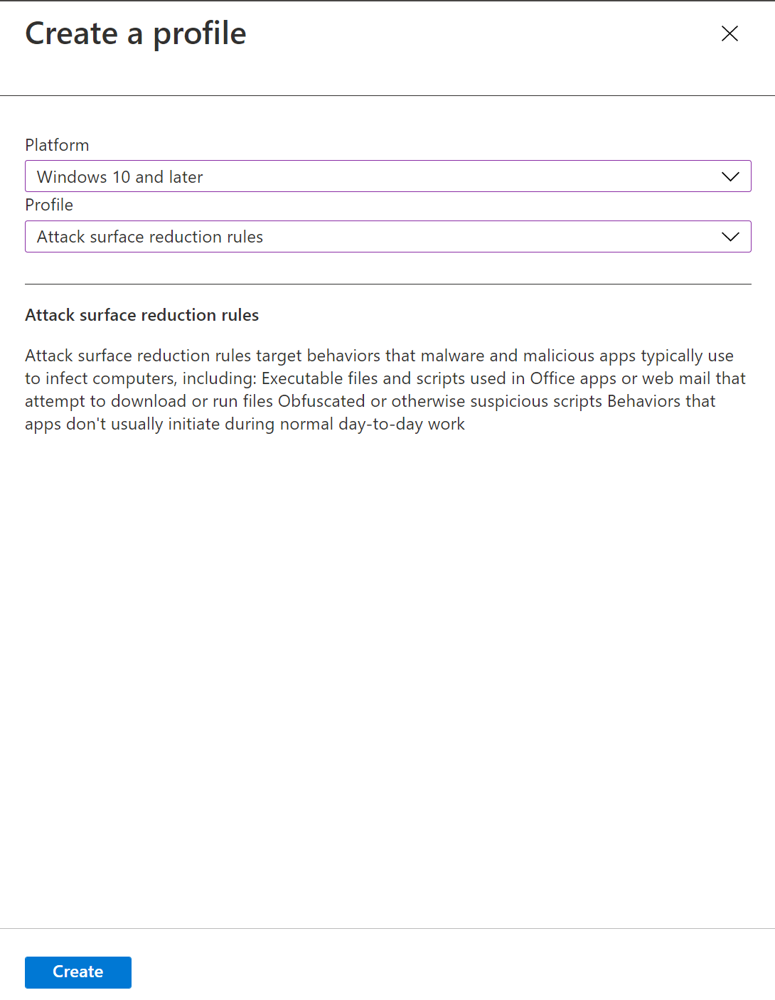 Create a profile
Platform
Windows 10 and later
Profile
Attack surface reduction rules
Attack surface reduction rules
Attack surface reduction rules target behaviors that malware and malicious apps typically use
to infect computers, including: Executable files and scripts used in Office apps or web mail that
attempt to download or run files Obfuscated or otherwise suspicious scripts Behaviors that
apps don't usually initiate during normal day-to-day work
Create